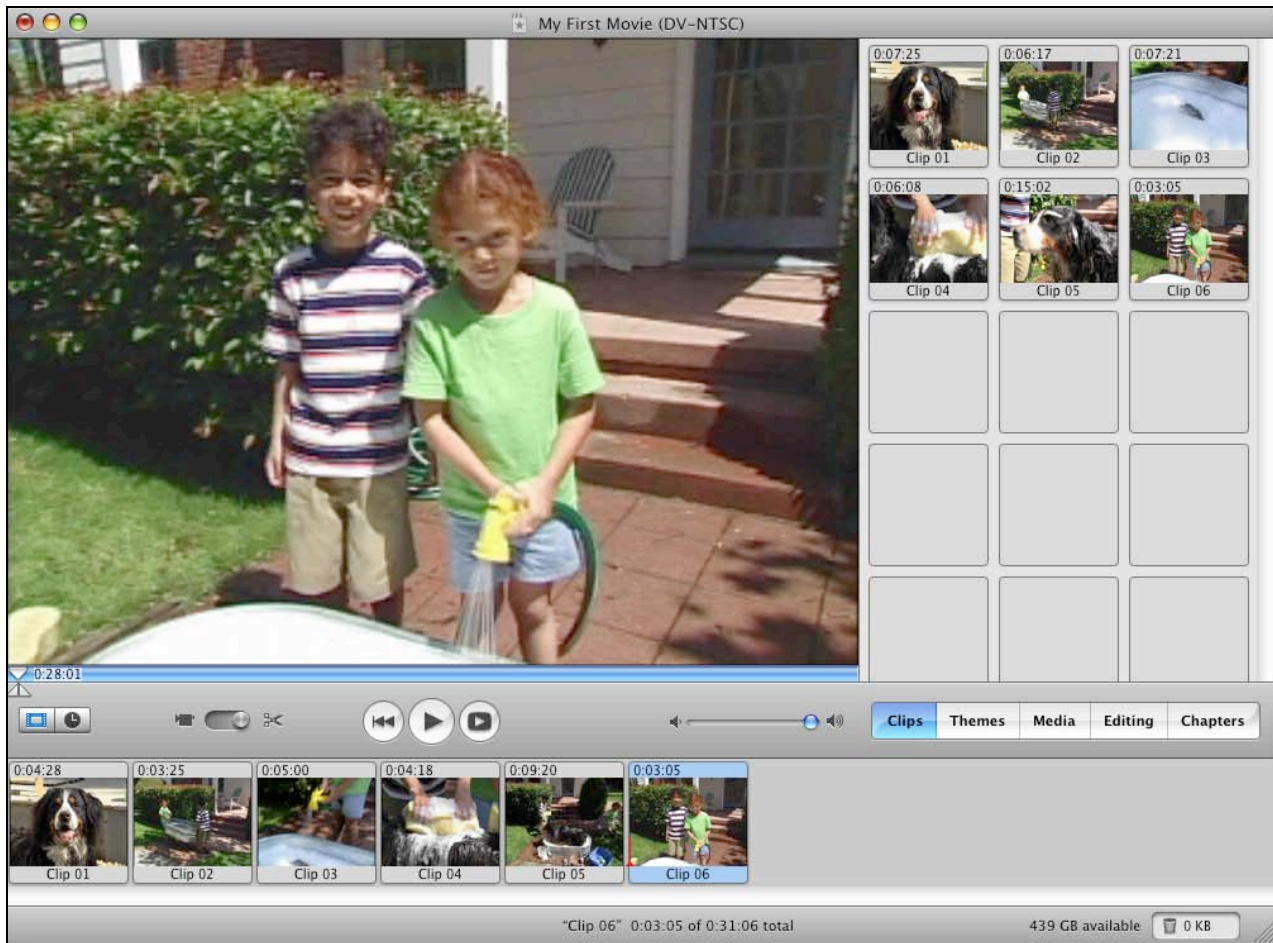 My First Movie (DV-NTSC)
0:07:25
0:06:17
0:07:21
Clip 01
Clip 02
Clip 03
0:06:08
0:15:02
0:03:05
Clip 04
Clip 05
Clip 06
0:28:01
Clips
Themes
Media
Editing
Chapters
0:04:28
0:03:25
0:05:00
0:04:18
0:09:20
0:03:05
Clip 01
Clip 02
Clip 03
Clip 04
Clip 05
Clip 06
"Clip 06" 0:03:05 of 0:31:06 total
439 GB available
0 KB